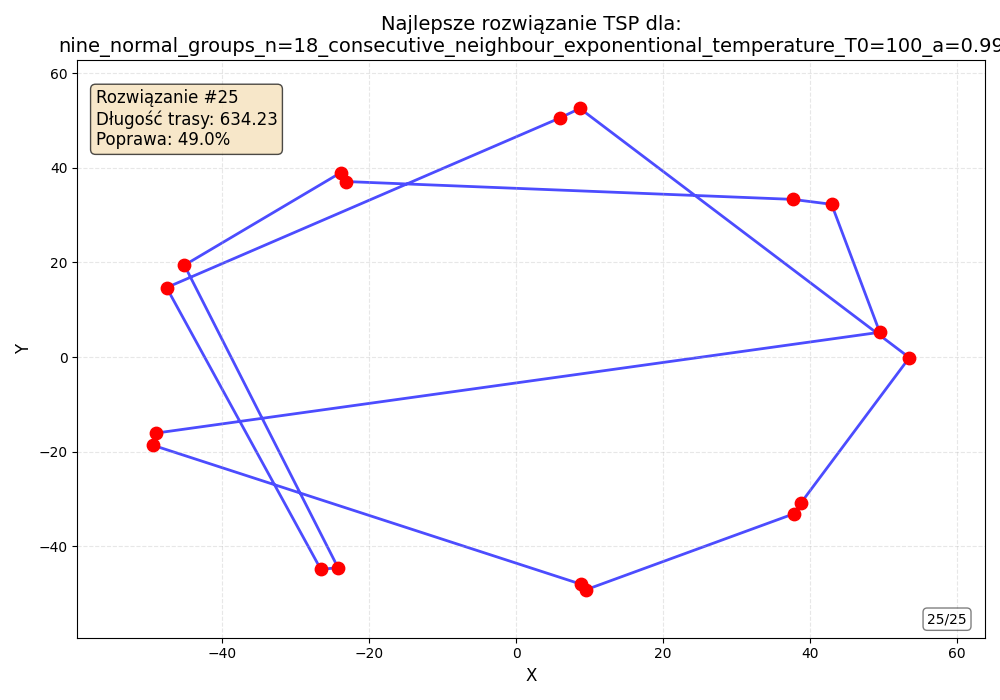 Najlepsze rozwiązanie TSP dla:
nine_normal_groups_n=18_consecutive_neighbour_exponentional_temperature_T0=100_a=0.99
Rozwiązanie #25
Długość trasy: 634.23
Poprawa: 49.0%
60
40
20
0
−20
−40
Y
−40
−20
0
20
40
60
X
25/25